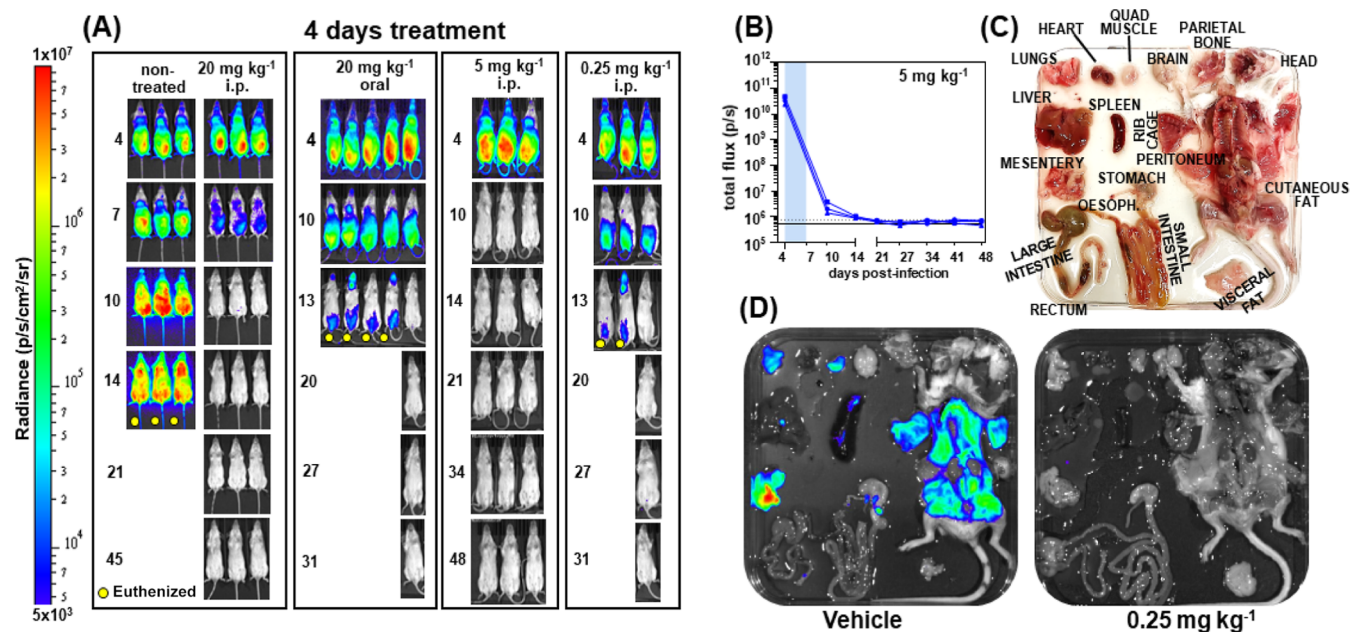 (A)
4 days treatment
1x10⁷
Radiance (p/s/cm²/sr)
7
4
3
2
10⁶
7
4
3
2
10⁵
7
4
3
2
10⁴
7
5x10³
non-
treated
20 mg kg⁻¹
i.p.
4
7
10
14
21
45
Euthenized
20 mg kg⁻¹
oral
4
10
13
20
27
31
5 mg kg⁻¹
i.p.
4
10
14
21
34
48
0.25 mg kg⁻¹
i.p.
4
10
13
20
27
31
(B)
5 mg kg⁻¹
total flux (p/s)
10¹²
10¹¹
10¹⁰
10⁹
10⁸
10⁷
10⁶
10⁵
4 7 10 14 21 27 34 41 48
days post-infection
(C)
HEART
QUAD
MUSCLE
PARIETAL
BONE
LUNGS
BRAIN
HEAD
LIVER
SPLEEN
RIB
CAGE
MESENTERY
PERITONEUM
STOMACH
CUTANEOUS
FAT
OESOPH.
LARGE
INTESTINE
SMALL
INTESTINE
VISCERAL
FAT
RECTUM
(D)
Vehicle
0.25 mg kg⁻¹